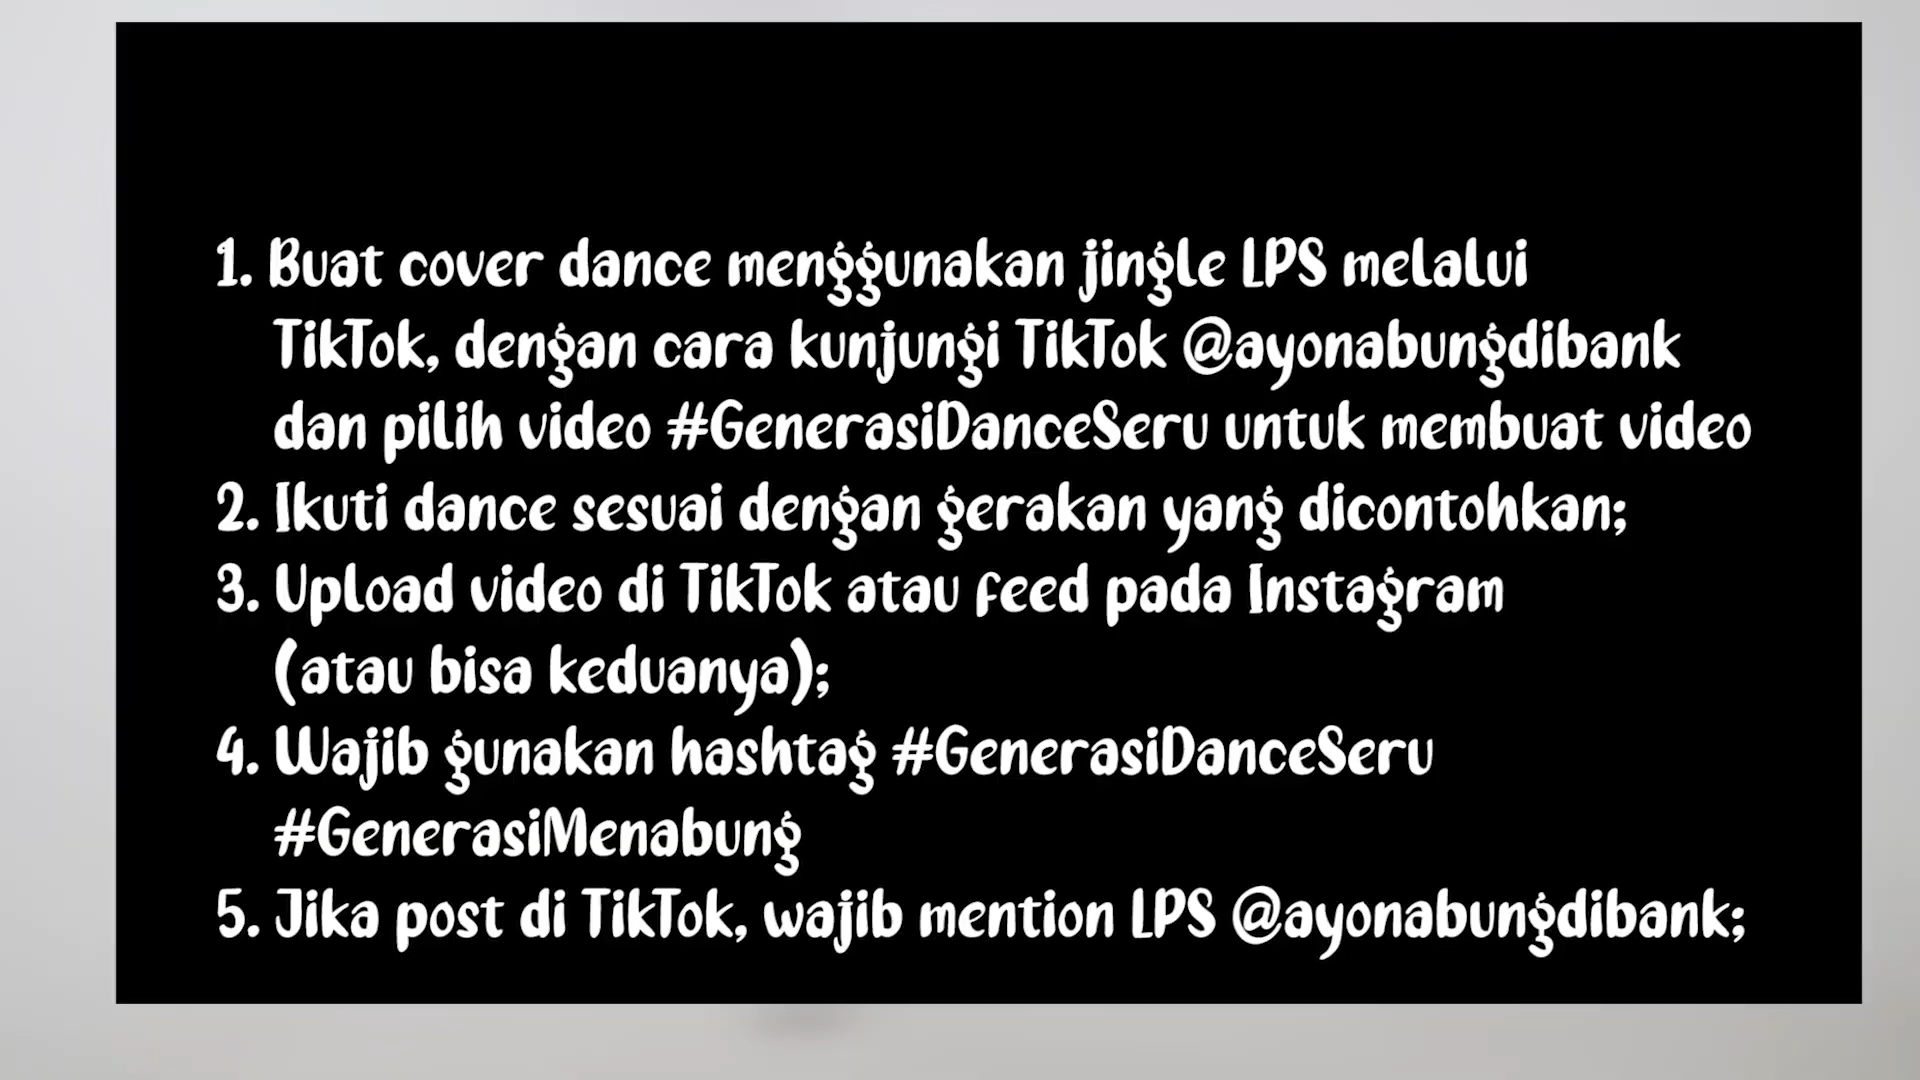 1. Buat cover dance menggunakan jingle LPS melalui
TikTok, dengan cara kunjungi TikTok @ayonabungdibank
dan pilih video #GenerasiDanceSeru untuk membuat video
2. Ikuti dance sesuai dengan gerakan yang dicontohkan;
3. Upload video di TikTok atau feed pada Instagram
(atau bisa keduanya);
4. Wajib gunakan hashtag #GenerasiDanceSeru
#GenerasiMenabung
5. Jika post di TikTok, wajib mention LPS @ayonabungdibank;